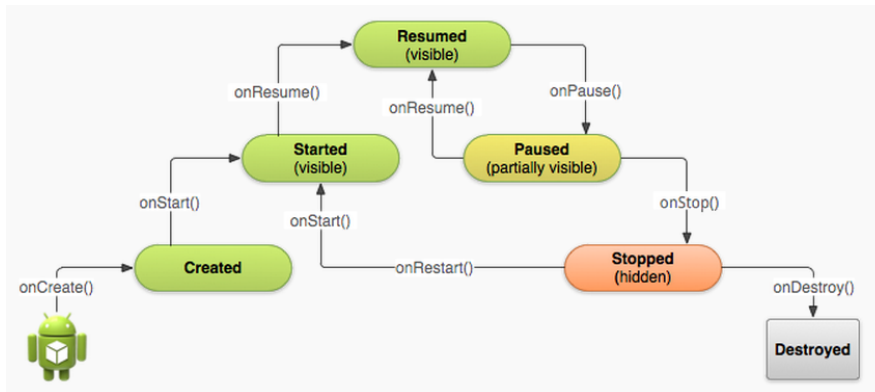 Resumed
(visible)
onResume()
onResume()
onPause()
Started
(visible)
Paused
(partially visible)
onStart()
onStart()
onStop()
Created
onRestart()
Stopped
(hidden)
onCreate()
onDestroy()
Destroyed